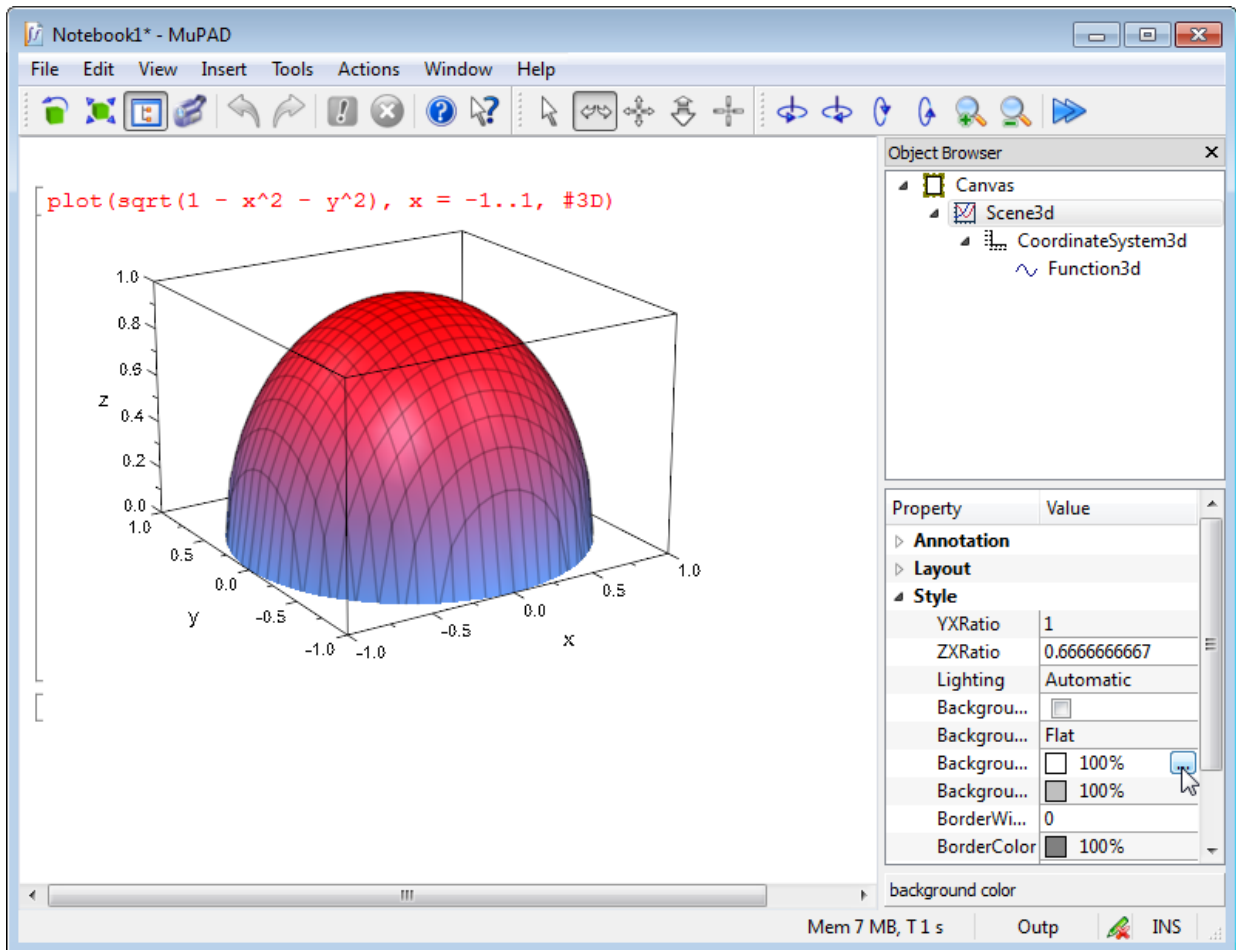 Notebook1* - MuPAD
File Edit View Insert Tools Actions Window Help
plot(sqrt(1 - x^2 - y^2), x = -1..1, #3D)
1.0
0.8
0.6
z
0.4
0.2
0.0
1.0
0.5
0.0
y
-0.5
-1.0
-1.0
-0.5
0.0
x
0.5
1.0
Object Browser
Canvas
Scene3d
CoordinateSystem3d
Function3d
Property Value
Annotation
Layout
Style
YXRatio 1
ZXRatio 0.6666666667
Lighting Automatic
Backgrou...
Backgrou... Flat
Backgrou... 100% ...
Backgrou... 100%
BorderWi... 0
BorderColor 100%
background color
Mem 7 MB, T 1 s Outp INS